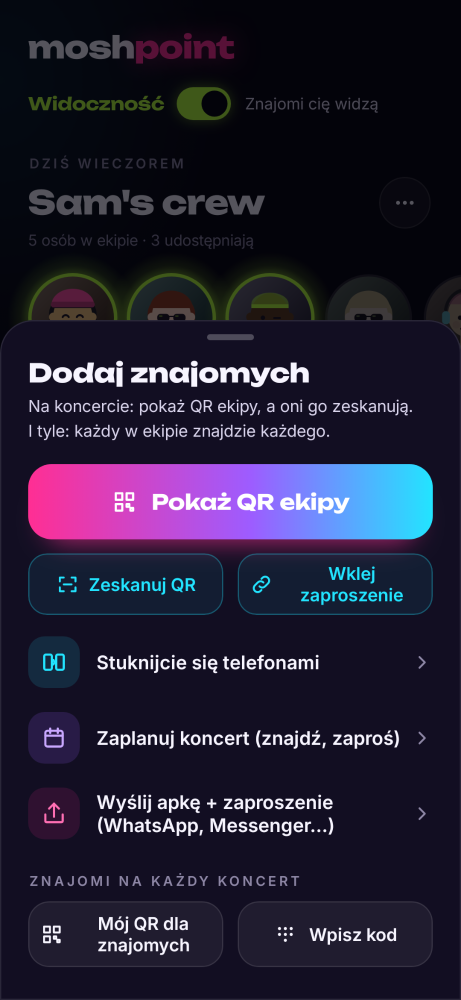 moshpoint
Widoczność Znajomi cię widzą
DZIŚ WIECZOREM
Sam's crew
5 osób w ekipie · 3 udostępniają
Dodaj znajomych
Na koncercie: pokaż QR ekipy, a oni go zeskanują.
I tyle: każdy w ekipie znajdzie każdego.
Pokaż QR ekipy
Zeskanuj QR
Wklej
zaproszenie
Stuknijcie się telefonami
Zaplanuj koncert (znajdź, zaproś)
Wyślij apkę + zaproszenie
(WhatsApp, Messenger...)
ZNAJOMI NA KAŻDY KONCERT
Mój QR dla
znajomych
Wpisz kod